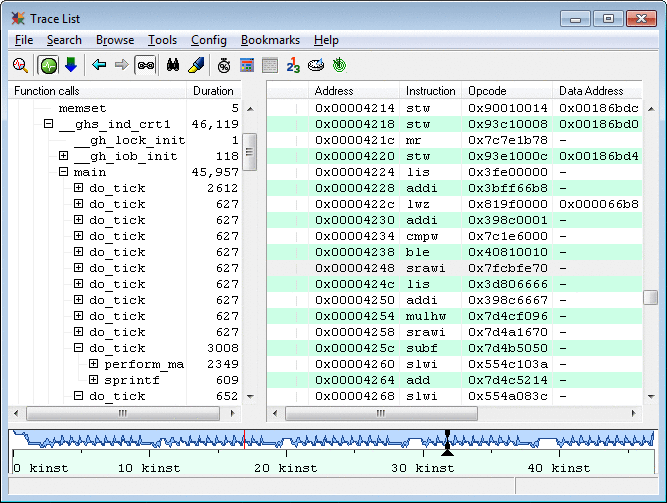 Trace List
File Search Browse Tools Config Bookmarks Help
Function calls Duration
memset 5
__ghs_ind_crt1 46,119
__gh_lock_init 1
__gh_iob_init 118
main 45,957
do_tick 2612
do_tick 627
do_tick 627
do_tick 627
do_tick 627
do_tick 627
do_tick 627
do_tick 627
do_tick 627
do_tick 627
do_tick 3008
perform_ma 2349
sprintf 609
do_tick 652
Address Instruction Opcode Data Address
0x00004214 stw 0x90010014 0x00186bdc
0x00004218 stw 0x93c10008 0x00186bd0
0x0000421c mr 0x7c7e1b78 –
0x00004220 stw 0x93e1000c 0x00186bd4
0x00004224 lis 0x3fe00000 –
0x00004228 addi 0x3bff66b8 –
0x0000422c lwz 0x819f0000 0x000066b8
0x00004230 addi 0x398c0001 –
0x00004234 cmpw 0x7c1e6000 –
0x00004238 ble 0x40810010 –
0x00004248 srawi 0x7fcbfe70 –
0x0000424c lis 0x3d806666 –
0x00004250 addi 0x398c6667 –
0x00004254 mulhw 0x7d4cf096 –
0x00004258 srawi 0x7d4a1670 –
0x0000425c subf 0x7d4b5050 –
0x00004260 slwi 0x554c103a –
0x00004264 add 0x7d4c5214 –
0x00004268 slwi 0x554a083c –
0 kinst 10 kinst 20 kinst 30 kinst 40 kinst